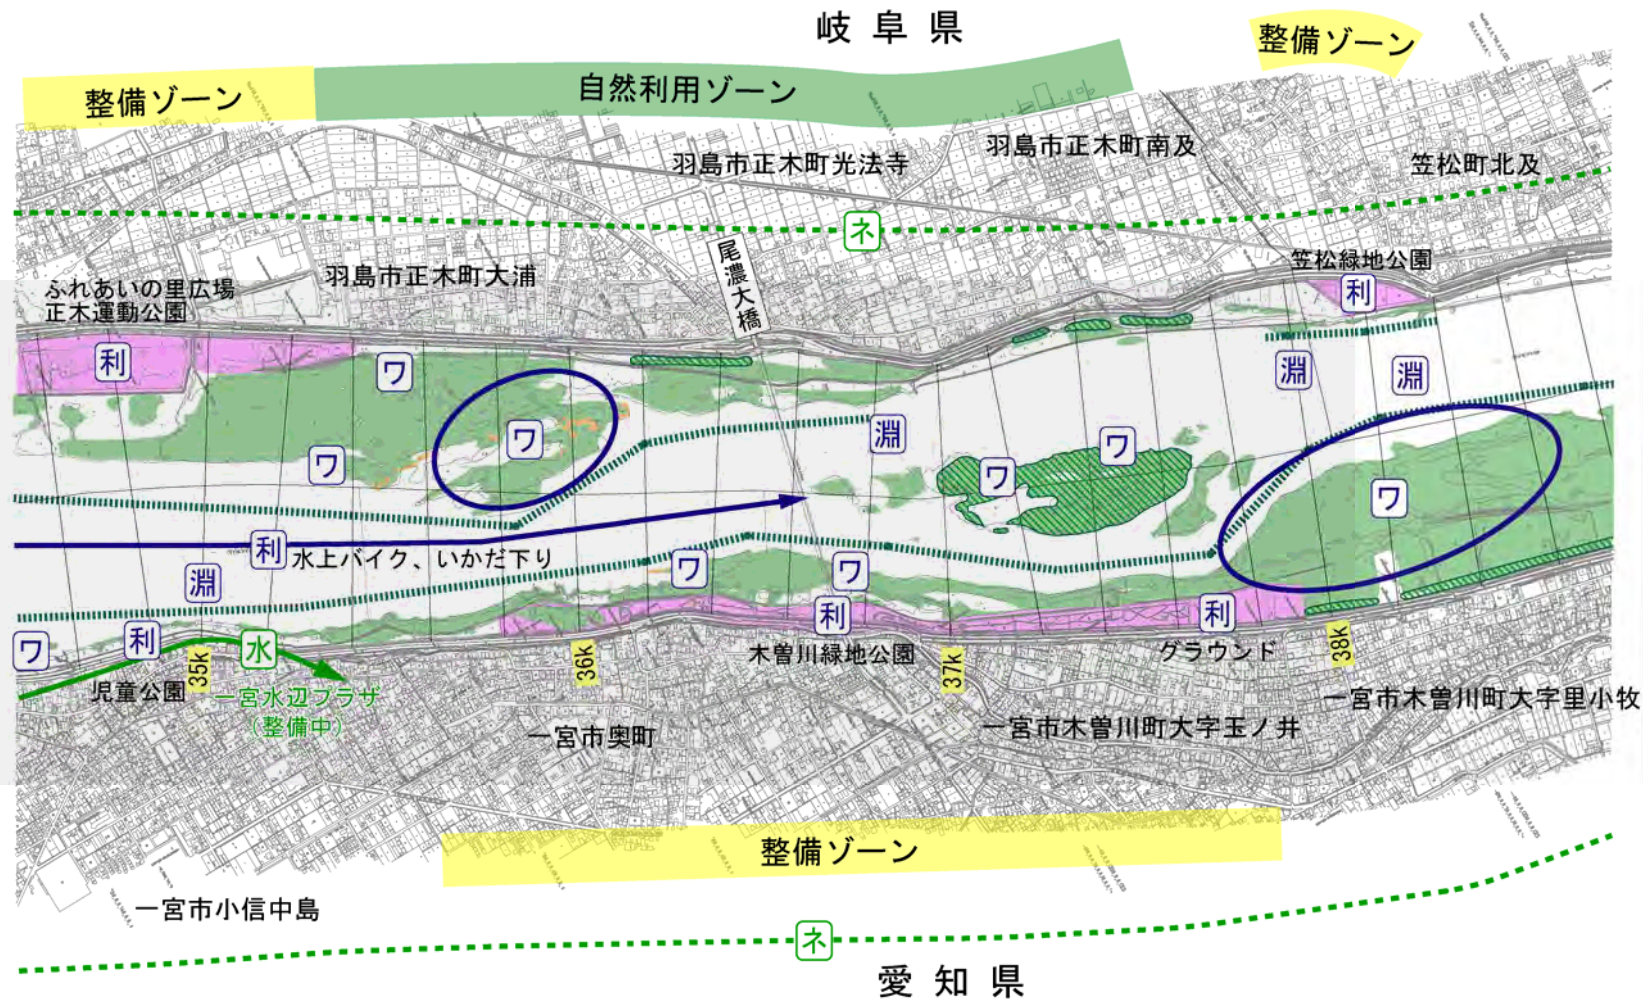 岐阜県
整備ゾーン
自然利用ゾーン
整備ゾーン
羽島市正木町光法寺
羽島市正木町南及
笠松町北及
ネ
尾濃大橋
笠松緑地公園
利
ふれあいの里広場
正木運動公園
羽島市正木町大浦
利
ワ
淵
淵
ワ
淵
ワ
ワ
ワ
ワ
利
水上バイク、いかだ下り
淵
ワ
ワ
ワ
利
水
利
利
35k
36k
木曽川緑地公園
37k
グラウンド
38k
児童公園
一宮水辺プラザ
(整備中)
一宮市奥町
一宮市木曽川町大字玉ノ井
一宮市木曽川町大字里小牧
整備ゾーン
一宮市小信中島
ネ
愛知県